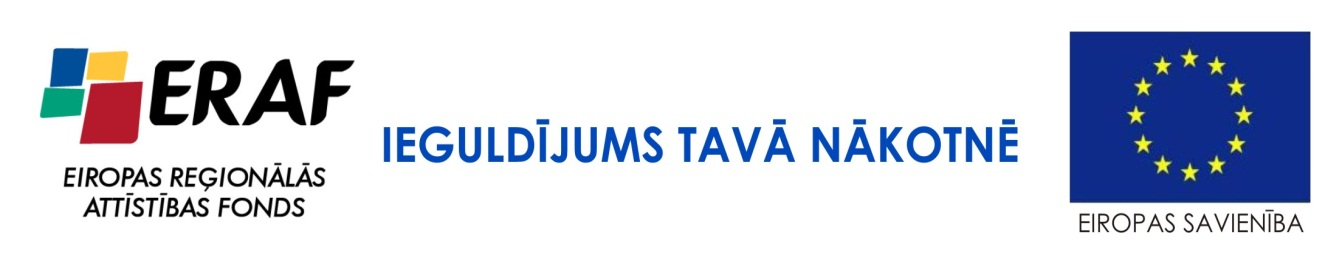 ERAF
EIROPAS REĢIONĀLĀS
ATTĪSTĪBAS FONDS
IEGULDĪJUMS TAVĀ NĀKOTNĒ
EIROPAS SAVIENĪBA